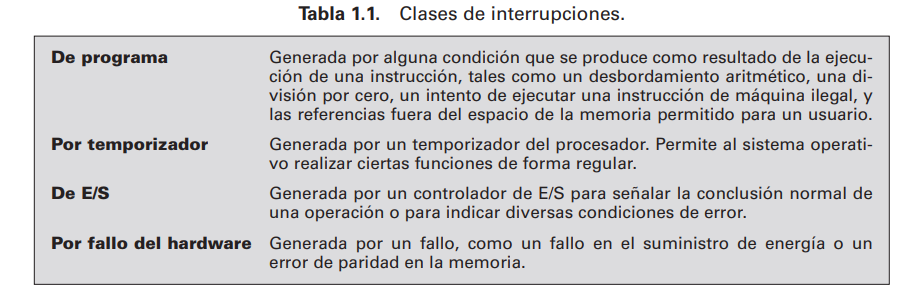 Tabla 1.1. Clases de interrupciones.
De programa Generada por alguna condición que se produce como resultado de la ejecu-
ción de una instrucción, tales como un desbordamiento aritmético, una di-
visión por cero, un intento de ejecutar una instrucción de máquina ilegal, y
las referencias fuera del espacio de la memoria permitido para un usuario.
Por temporizador Generada por un temporizador del procesador. Permite al sistema operati-
vo realizar ciertas funciones de forma regular.
De E/S Generada por un controlador de E/S para señalar la conclusión normal de
una operación o para indicar diversas condiciones de error.
Por fallo del hardware Generada por un fallo, como un fallo en el suministro de energía o un
error de paridad en la memoria.